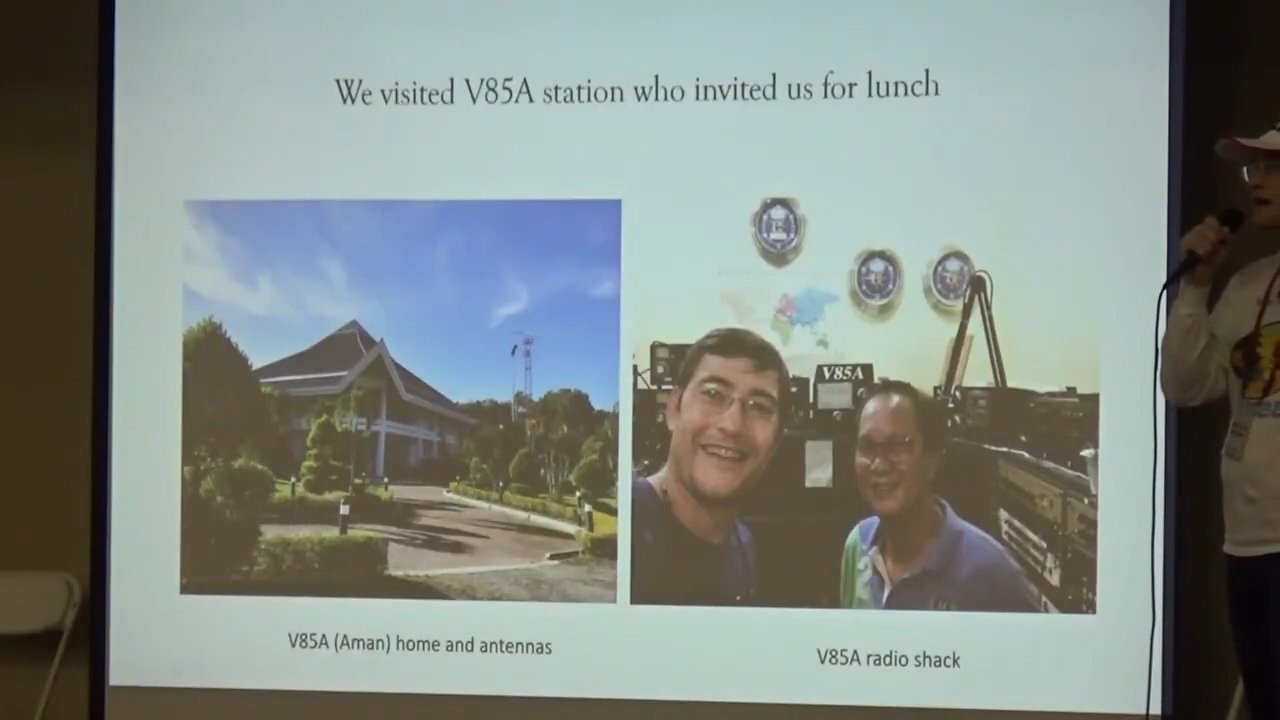 We visited V85A station who invited us for lunch
V85A
V85A (Aman) home and antennas
V85A radio shack